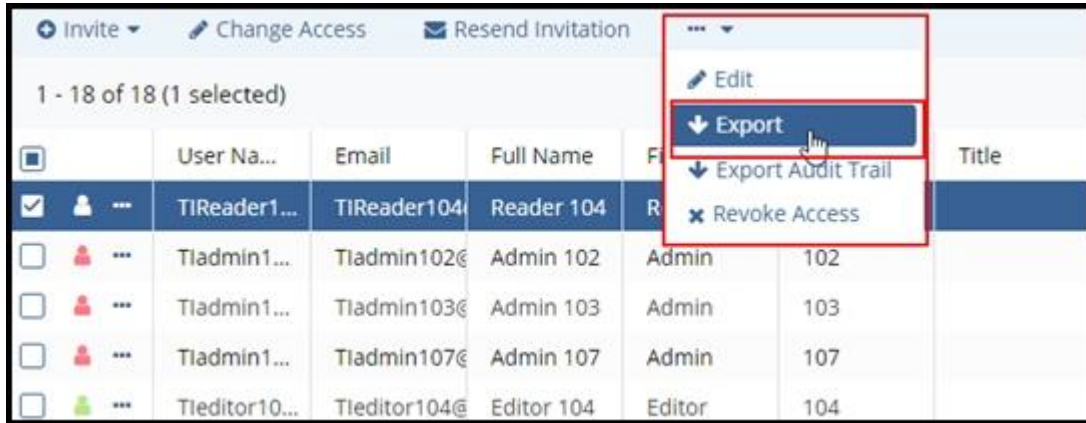 Invite Change Access Resend Invitation ...
1 - 18 of 18 (1 selected)
Edit
Export
Export Audit Trail
Revoke Access
User Na... Email Full Name Fi Title
TIReader1... TIReader104 Reader 104 R
TIadmin1... TIadmin102@ Admin 102 Admin 102
TIadmin1... TIadmin103@ Admin 103 Admin 103
TIadmin1... TIadmin107@ Admin 107 Admin 107
TIeditor10... TIeditor104@ Editor 104 Editor 104